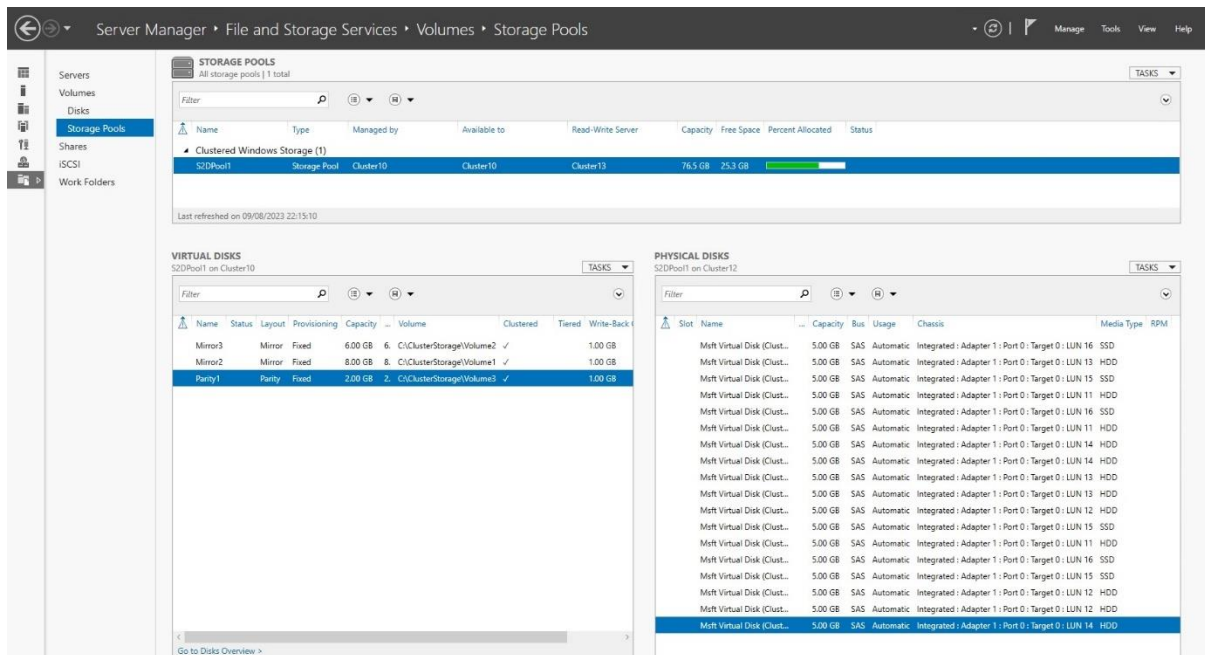 Server Manager ‣ File and Storage Services ‣ Volumes ‣ Storage Pools
Manage Tools View Help
Servers
Volumes
Disks
Storage Pools
Shares
iSCSI
Work Folders
STORAGE POOLS
All storage pools | 1 total
TASKS
Filter
Name Type Managed by Available to Read-Write Server Capacity Free Space Percent Allocated Status
Clustered Windows Storage (1)
S2DPool1 Storage Pool Cluster10 Cluster10 Cluster13 76.5 GB 25.3 GB
Last refreshed on 09/08/2023 22:15:10
VIRTUAL DISKS
S2DPool1 on Cluster10
TASKS
Filter
Name Status Layout Provisioning Capacity ... Volume Clustered Tiered Write-Back
Mirror3 Mirror Fixed 6.00 GB 6. C:\ClusterStorage\Volume2 ✓ 1.00 GB
Mirror2 Mirror Fixed 8.00 GB 8. C:\ClusterStorage\Volume1 ✓ 1.00 GB
Parity1 Parity Fixed 2.00 GB 2. C:\ClusterStorage\Volume3 ✓ 1.00 GB
Go to Disks Overview >
PHYSICAL DISKS
S2DPool1 on Cluster12
TASKS
Filter
Slot Name ... Capacity Bus Usage Chassis Media Type RPM
Msft Virtual Disk (Clust... 5.00 GB SAS Automatic Integrated : Adapter 1 : Port 0 : Target 0 : LUN 16 SSD
Msft Virtual Disk (Clust... 5.00 GB SAS Automatic Integrated : Adapter 1 : Port 0 : Target 0 : LUN 13 HDD
Msft Virtual Disk (Clust... 5.00 GB SAS Automatic Integrated : Adapter 1 : Port 0 : Target 0 : LUN 15 SSD
Msft Virtual Disk (Clust... 5.00 GB SAS Automatic Integrated : Adapter 1 : Port 0 : Target 0 : LUN 11 HDD
Msft Virtual Disk (Clust... 5.00 GB SAS Automatic Integrated : Adapter 1 : Port 0 : Target 0 : LUN 16 SSD
Msft Virtual Disk (Clust... 5.00 GB SAS Automatic Integrated : Adapter 1 : Port 0 : Target 0 : LUN 11 HDD
Msft Virtual Disk (Clust... 5.00 GB SAS Automatic Integrated : Adapter 1 : Port 0 : Target 0 : LUN 14 HDD
Msft Virtual Disk (Clust... 5.00 GB SAS Automatic Integrated : Adapter 1 : Port 0 : Target 0 : LUN 14 HDD
Msft Virtual Disk (Clust... 5.00 GB SAS Automatic Integrated : Adapter 1 : Port 0 : Target 0 : LUN 13 HDD
Msft Virtual Disk (Clust... 5.00 GB SAS Automatic Integrated : Adapter 1 : Port 0 : Target 0 : LUN 13 HDD
Msft Virtual Disk (Clust... 5.00 GB SAS Automatic Integrated : Adapter 1 : Port 0 : Target 0 : LUN 12 HDD
Msft Virtual Disk (Clust... 5.00 GB SAS Automatic Integrated : Adapter 1 : Port 0 : Target 0 : LUN 15 SSD
Msft Virtual Disk (Clust... 5.00 GB SAS Automatic Integrated : Adapter 1 : Port 0 : Target 0 : LUN 11 HDD
Msft Virtual Disk (Clust... 5.00 GB SAS Automatic Integrated : Adapter 1 : Port 0 : Target 0 : LUN 16 SSD
Msft Virtual Disk (Clust... 5.00 GB SAS Automatic Integrated : Adapter 1 : Port 0 : Target 0 : LUN 15 SSD
Msft Virtual Disk (Clust... 5.00 GB SAS Automatic Integrated : Adapter 1 : Port 0 : Target 0 : LUN 12 HDD
Msft Virtual Disk (Clust... 5.00 GB SAS Automatic Integrated : Adapter 1 : Port 0 : Target 0 : LUN 12 HDD
Msft Virtual Disk (Clust... 5.00 GB SAS Automatic Integrated : Adapter 1 : Port 0 : Target 0 : LUN 14 HDD